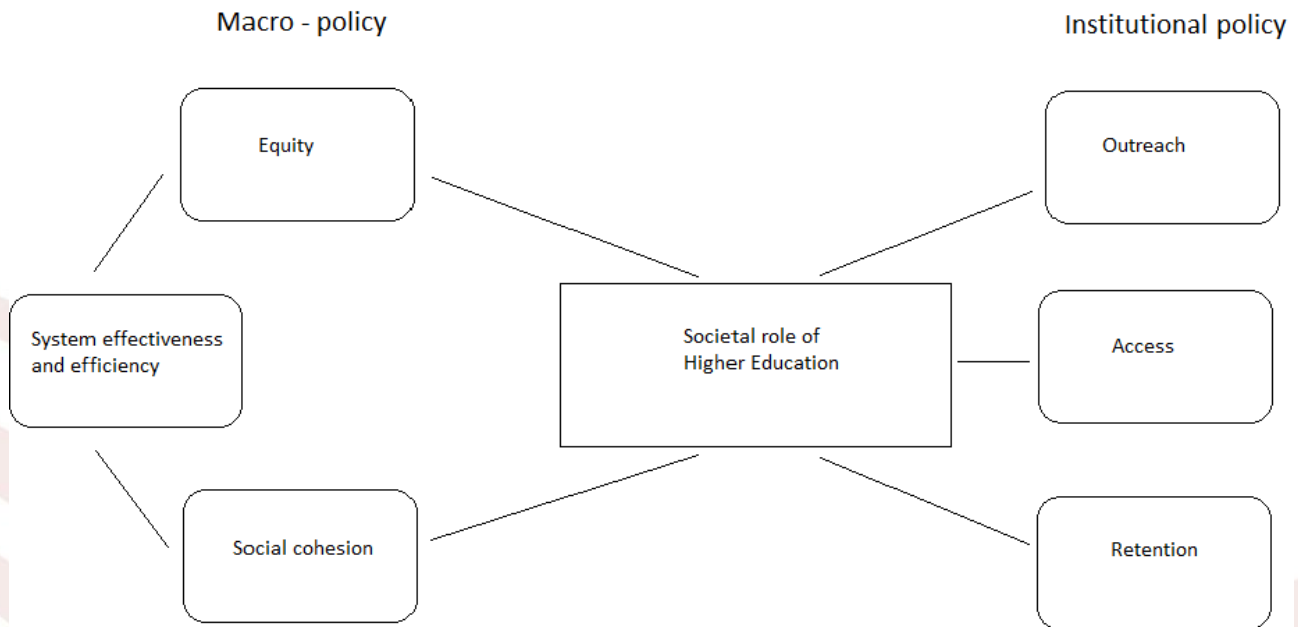 Macro - policy
Institutional policy
Equity
Outreach
System effectiveness
and efficiency
Societal role of
Higher Education
Access
Social cohesion
Retention